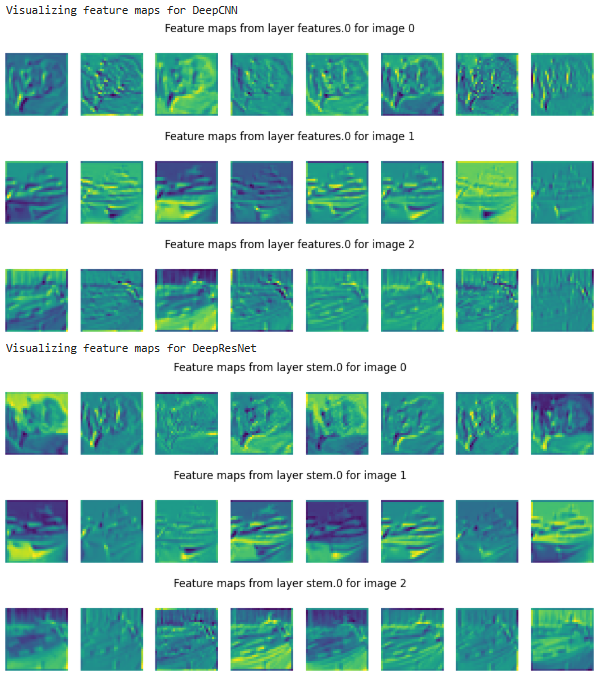 Visualizing feature maps for DeepCNN
Feature maps from layer features.0 for image 0
Feature maps from layer features.0 for image 1
Feature maps from layer features.0 for image 2
Visualizing feature maps for DeepResNet
Feature maps from layer stem.0 for image 0
Feature maps from layer stem.0 for image 1
Feature maps from layer stem.0 for image 2